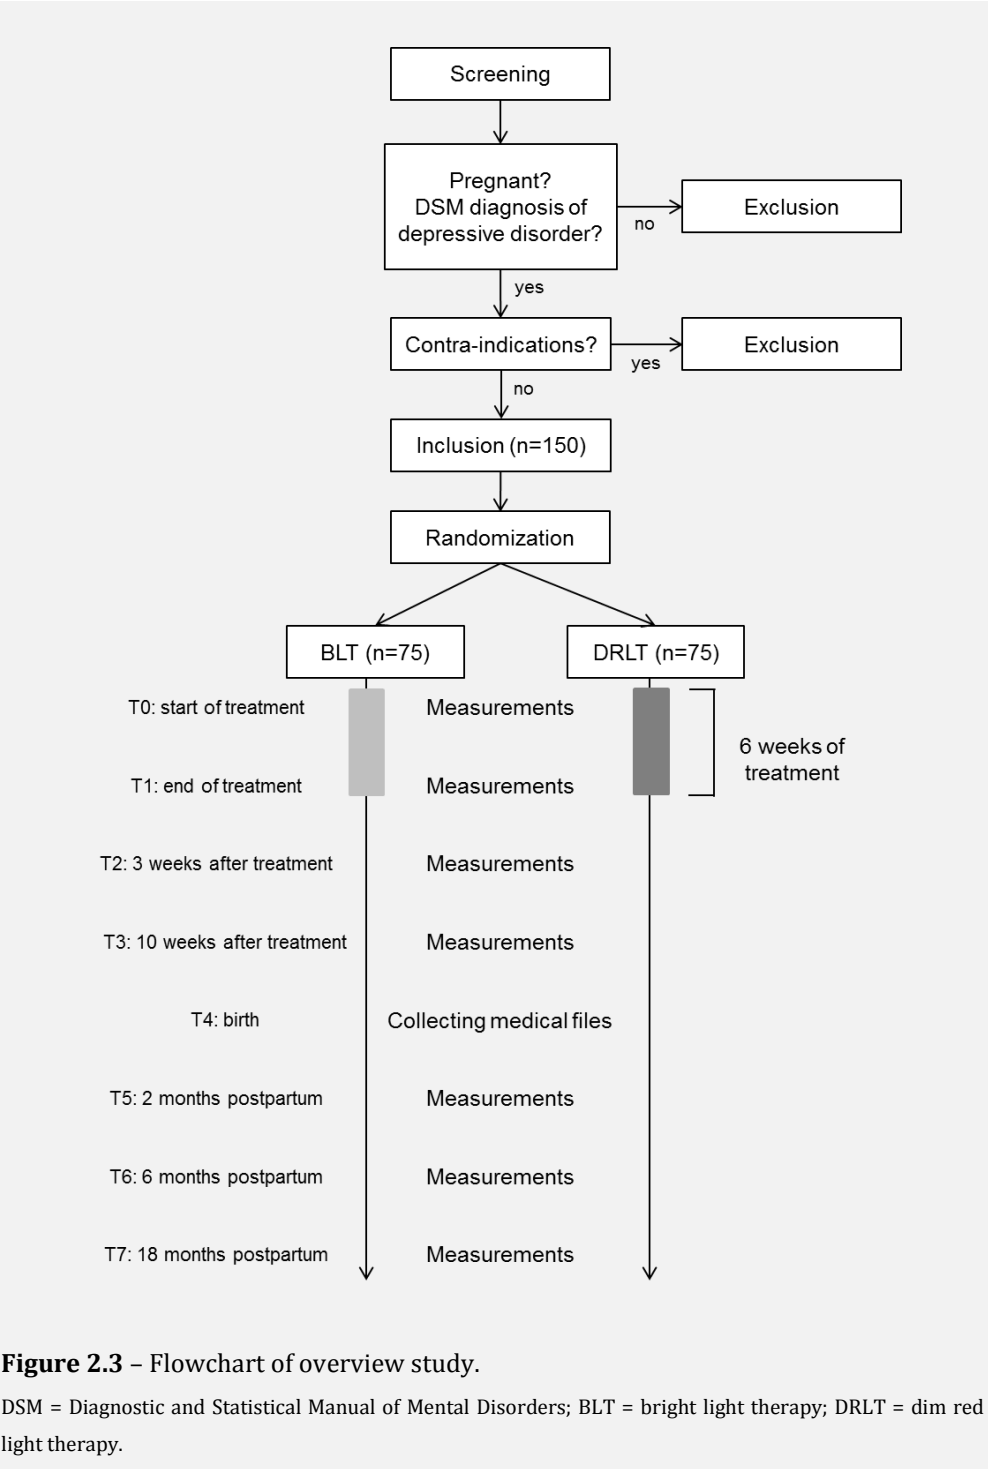 Screening
Pregnant?
DSM diagnosis of
depressive disorder?
no
Exclusion
yes
Contra-indications?
yes
Exclusion
no
Inclusion (n=150)
Randomization
BLT (n=75)
DRLT (n=75)
T0: start of treatment
Measurements
6 weeks of
treatment
T1: end of treatment
Measurements
T2: 3 weeks after treatment
Measurements
T3: 10 weeks after treatment
Measurements
T4: birth
Collecting medical files
T5: 2 months postpartum
Measurements
T6: 6 months postpartum
Measurements
T7: 18 months postpartum
Measurements
Figure 2.3 – Flowchart of overview study.
DSM = Diagnostic and Statistical Manual of Mental Disorders; BLT = bright light therapy; DRLT = dim red
light therapy.